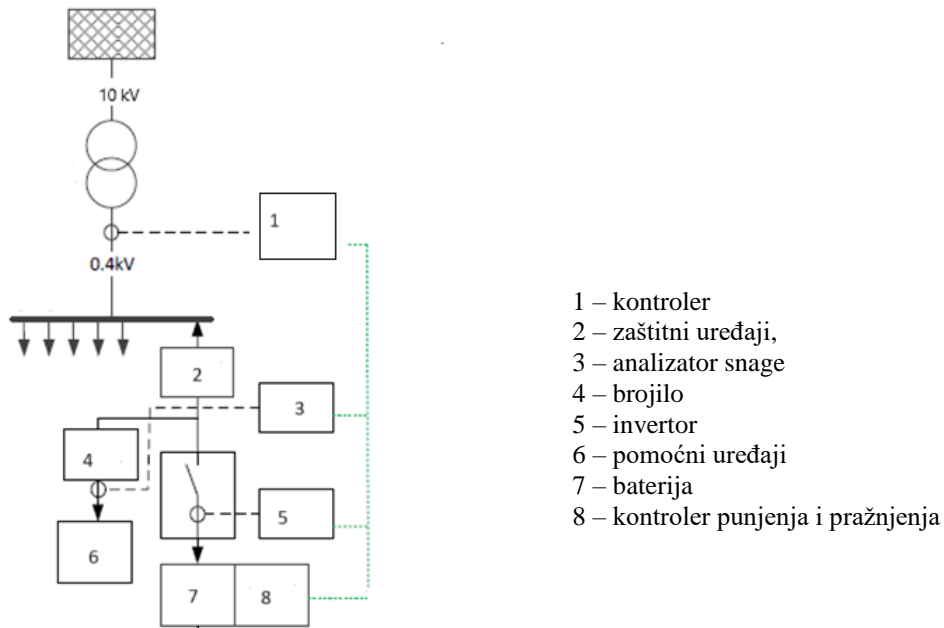 10 kV
1
0.4kV
2
3
4
5
6
7
8
1 – kontroler
2 – zaštitni uređaji,
3 – analizator snage
4 – brojilo
5 – invertor
6 – pomoćni uređaji
7 – baterija
8 – kontroler punjenja i pražnjenja